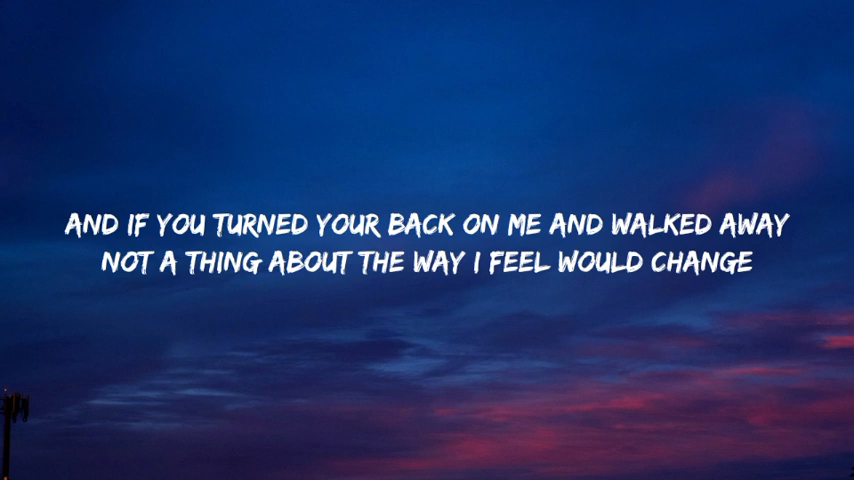 AND IF YOU TURNED YOUR BACK ON ME AND WALKED AWAY
NOT A THING ABOUT THE WAY I FEEL WOULD CHANGE